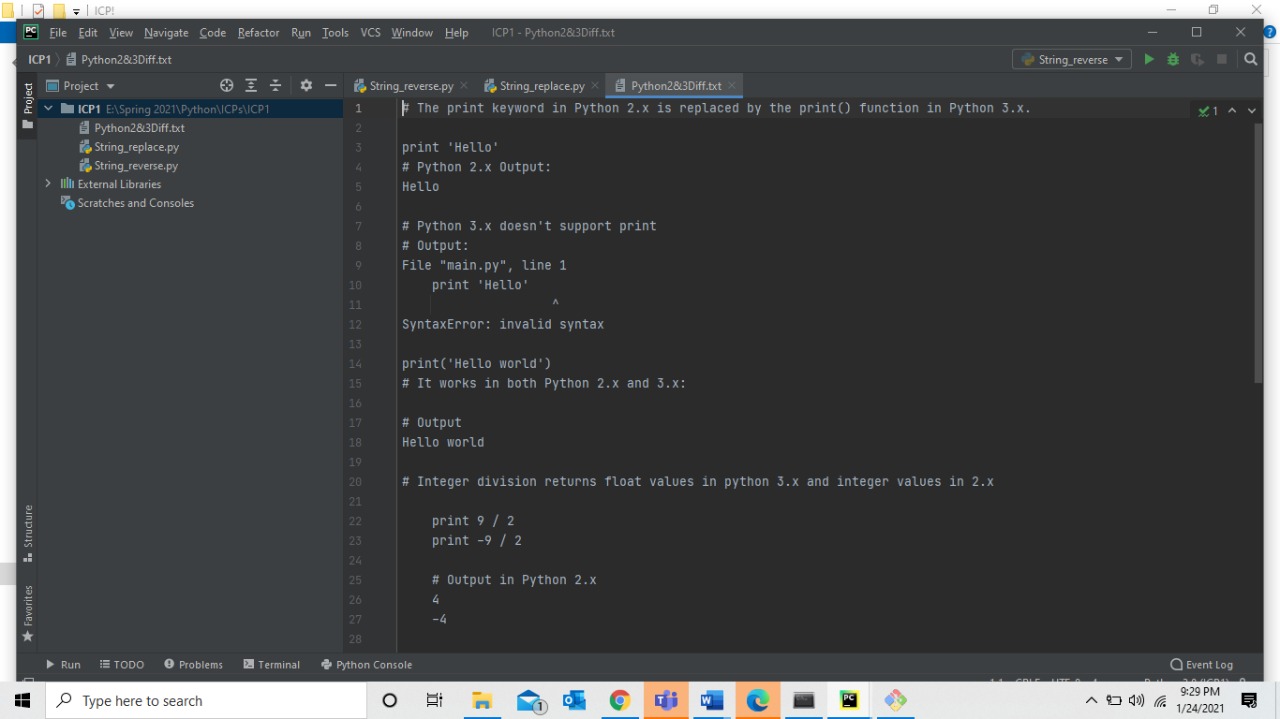 ICP!
File Edit View Navigate Code Refactor Run Tools VCS Window Help ICP1 - Python2&3Diff.txt
ICP1 Python2&3Diff.txt String_reverse
Project String_reverse.py String_replace.py Python2&3Diff.txt
Project
ICP1 E:\Spring 2021\Python\ICPs\ICP1
Python2&3Diff.txt
String_replace.py
String_reverse.py
External Libraries
Scratches and Consoles
Structure
Favorites
1 # The print keyword in Python 2.x is replaced by the print() function in Python 3.x. 1
2
3 print 'Hello'
4 # Python 2.x Output:
5 Hello
6
7 # Python 3.x doesn't support print
8 # Output:
9 File "main.py", line 1
10 print 'Hello'
11 ^
12 SyntaxError: invalid syntax
13
14 print('Hello world')
15 # It works in both Python 2.x and 3.x:
16
17 # Output
18 Hello world
19
20 # Integer division returns float values in python 3.x and integer values in 2.x
21
22 print 9 / 2
23 print -9 / 2
24
25 # Output in Python 2.x
26 4
27 -4
28
Run TODO Problems Terminal Python Console Event Log
Type here to search 1 9:29 PM
1/24/2021